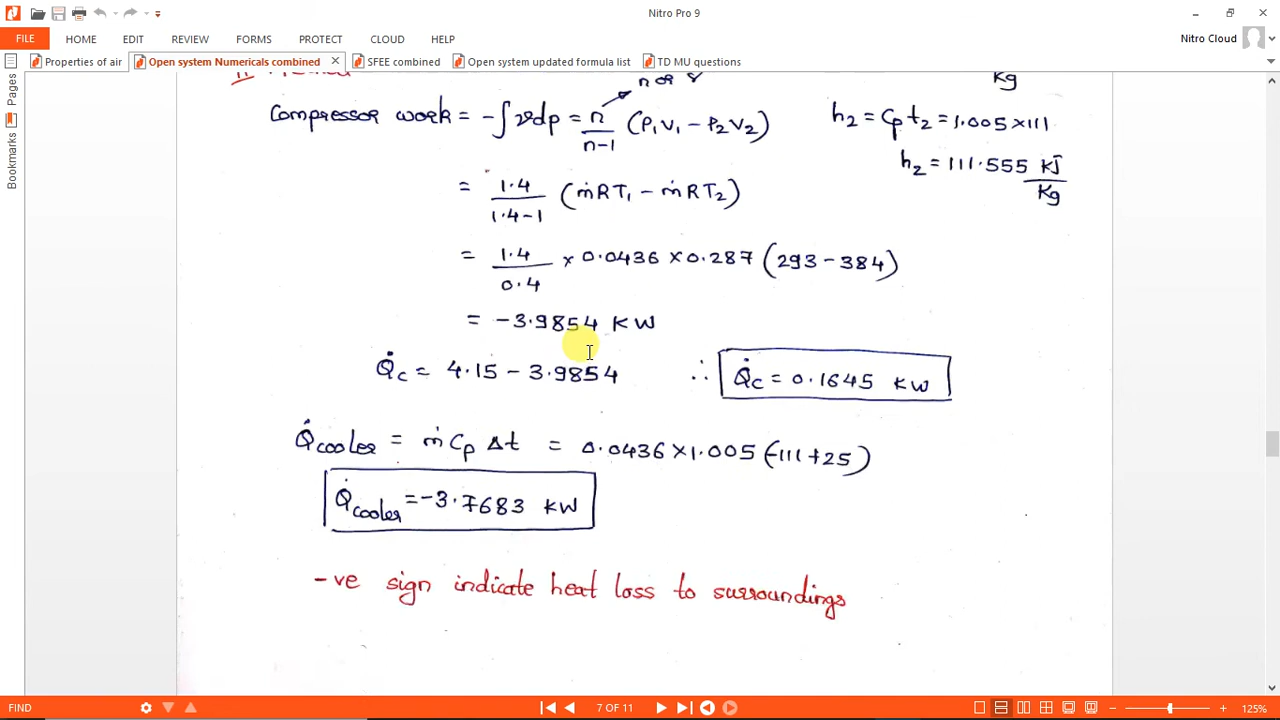 Nitro Pro 9
FILE HOME EDIT REVIEW FORMS PROTECT CLOUD HELP Nitro Cloud
Properties of air Open system Numericals combined × SFEE combined Open system updated formula list TD MU questions
Pages
Bookmarks
n or γ
Kg
Compressor work = -∫vdp = n/n-1 (P₁V₁ - P₂V₂)
h₂ = Cp t₂ = 1.005×111
h₂ = 111.555 KJ/Kg
= 1.4/1.4-1 (ṁRT₁ - ṁRT₂)
= 1.4/0.4 × 0.0436 × 0.287 (293 - 384)
= -3.9854 KW
Q̇c = 4.15 - 3.9854 ∴ Q̇c = 0.1645 KW
Q̇cooler = ṁ Cp Δt = 0.0436×1.005 (-111+25)
Q̇cooler = -3.7683 KW
-ve sign indicate heat loss to surroundings
FIND 7 OF 11 125%